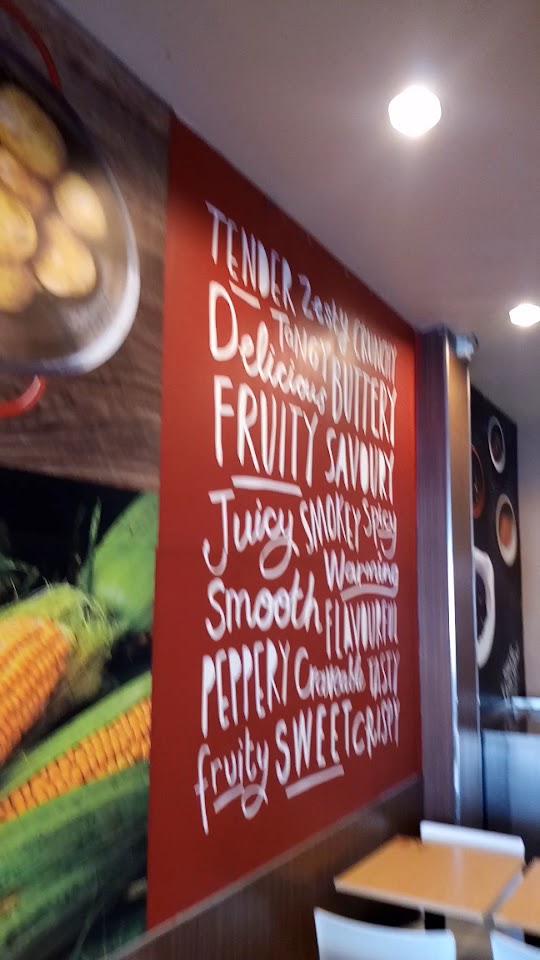 TENDER Zesty CRUNCHY
Delicious TANGY BUTTERY
FRUITY SAVOURY
Juicy SMOKEY Spicy
Smooth Warming
FLAVOURFUL
PEPPERY Craveable TASTY
fruity SWEET CRISPY